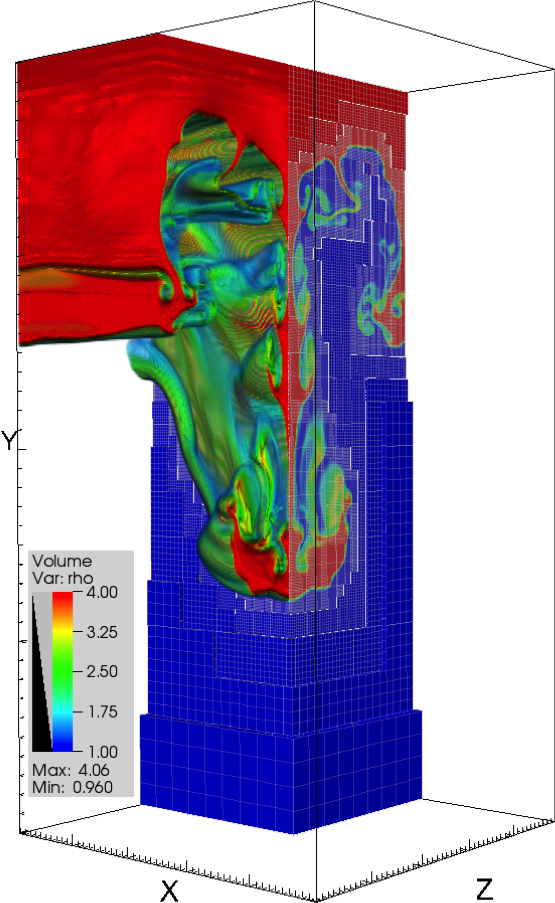 Y
Volume
Var: rho
4.00
3.25
2.50
1.75
1.00
Max: 4.06
Min: 0.960
X
Z